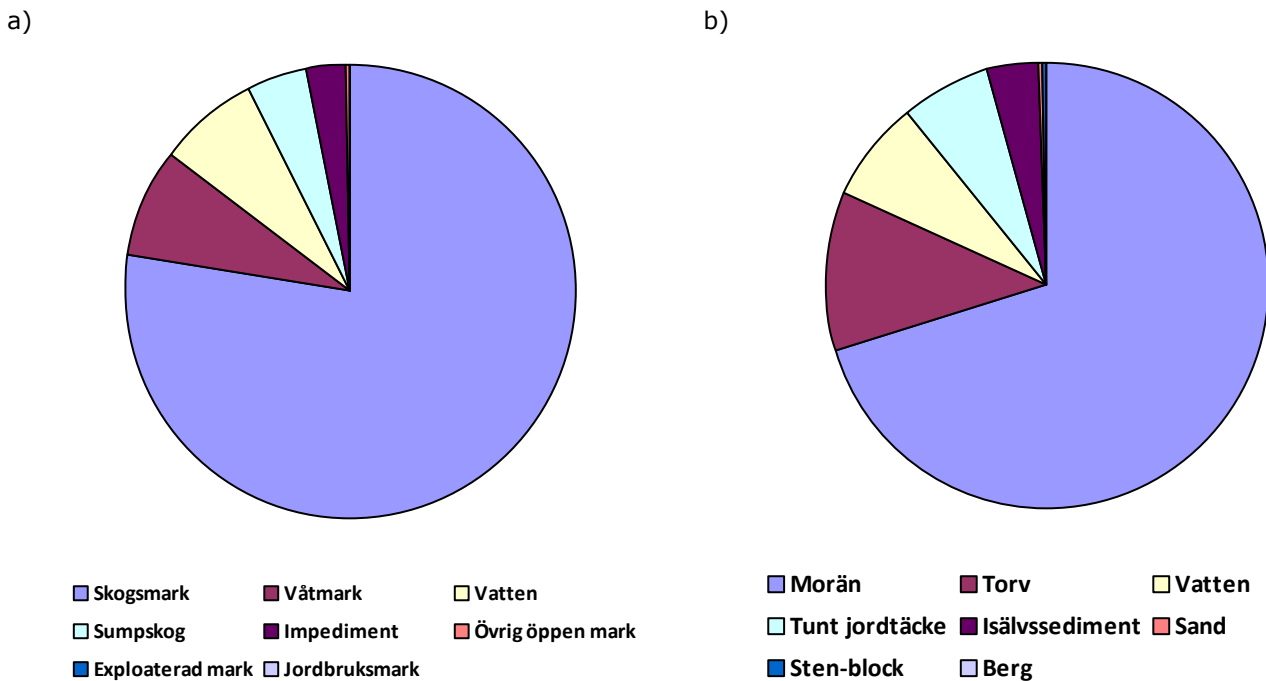 a)
b)
Skogsmark Våtmark Vatten
Sumpskog Impediment Övrig öppen mark
Exploaterad mark Jordbruksmark
Morän Torv Vatten
Tunt jordtäcke Isälvssediment Sand
Sten-block Berg